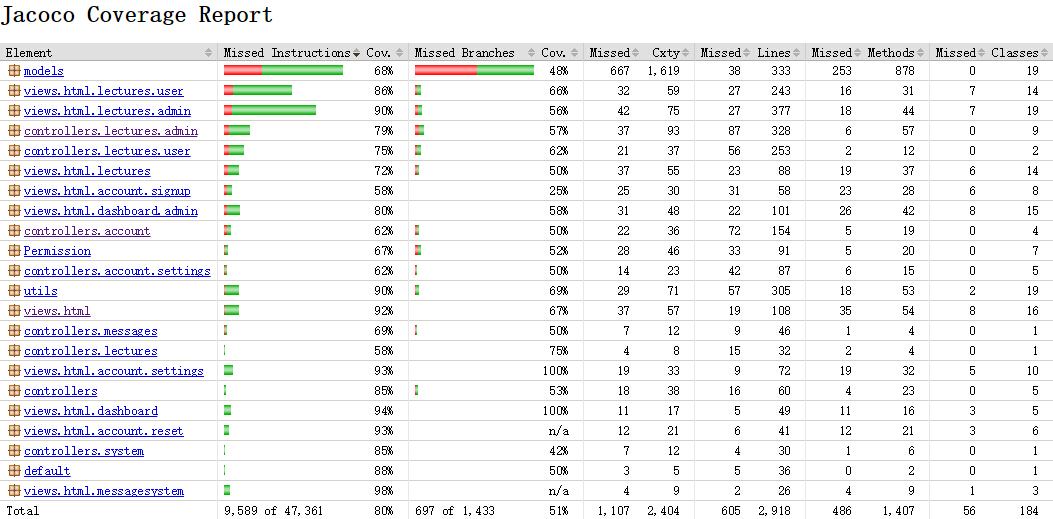 Jacoco Coverage Report
Element Missed Instructions Cov. Missed Branches Cov. Missed Cxty Missed Lines Missed Methods Missed Classes
models 68% 48% 667 1,619 38 333 253 878 0 19
views.html.lectures.user 86% 66% 32 59 27 243 16 31 7 14
views.html.lectures.admin 90% 56% 42 75 27 377 18 44 7 19
controllers.lectures.admin 79% 57% 37 93 87 328 6 57 0 9
controllers.lectures.user 75% 62% 21 37 56 253 2 12 0 2
views.html.lectures 72% 50% 37 55 23 88 19 37 6 14
views.html.account.signup 58% 25% 25 30 31 58 23 28 6 8
views.html.dashboard.admin 80% 58% 31 48 22 101 26 42 8 15
controllers.account 62% 50% 22 36 72 154 5 19 0 4
Permission 67% 52% 28 46 33 91 5 20 0 7
controllers.account.settings 62% 50% 14 23 42 87 6 15 0 5
utils 90% 69% 29 71 57 305 18 53 2 19
views.html 92% 67% 37 57 19 108 35 54 8 16
controllers.messages 69% 50% 7 12 9 46 1 4 0 1
controllers.lectures 58% 75% 4 8 15 32 2 4 0 1
views.html.account.settings 93% 100% 19 33 9 72 19 32 5 10
controllers 85% 53% 18 38 16 60 4 23 0 5
views.html.dashboard 94% 100% 11 17 5 49 11 16 3 5
views.html.account.reset 93% n/a 12 21 6 41 12 21 3 6
controllers.system 85% 42% 7 12 4 30 1 6 0 1
default 88% 50% 3 5 5 36 0 2 0 1
views.html.messagesystem 98% n/a 4 9 2 26 4 9 1 3
Total 9,589 of 47,361 80% 697 of 1,433 51% 1,107 2,404 605 2,918 486 1,407 56 184